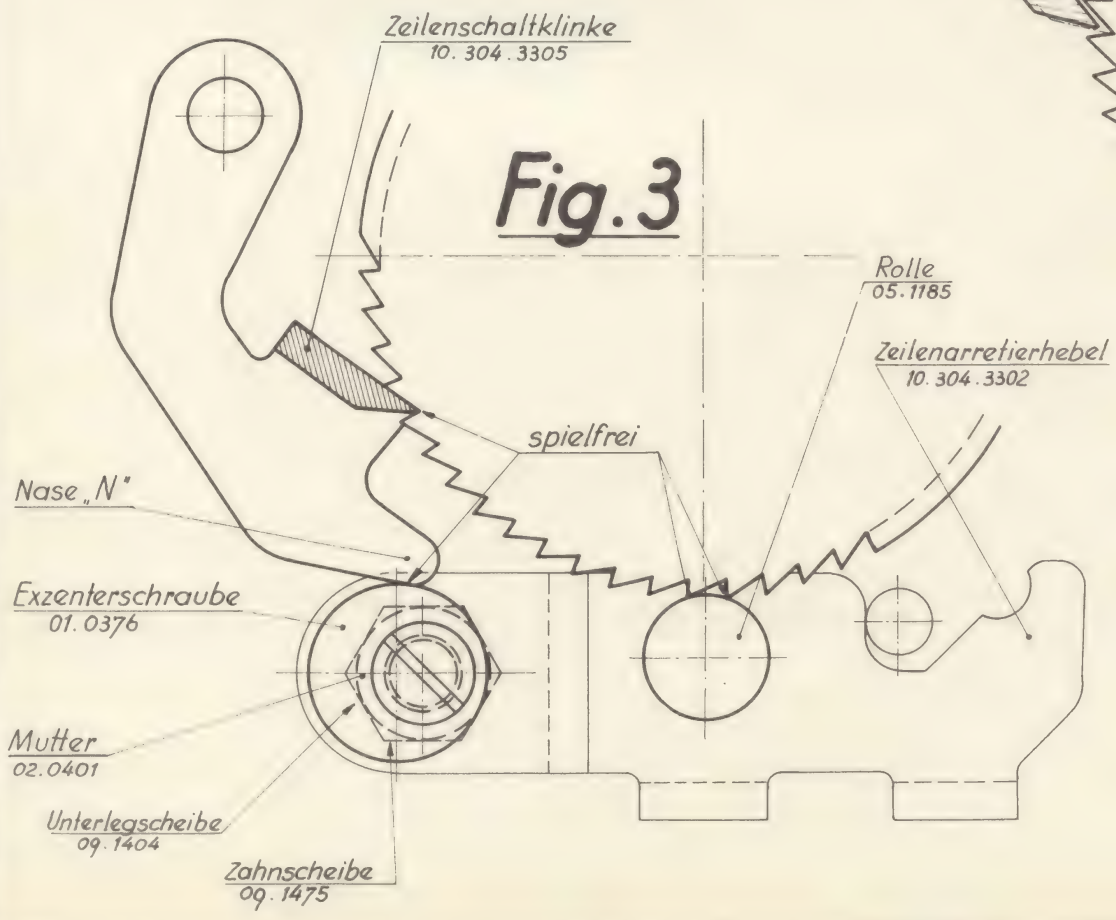 Zeilenschaltklinke
10.304.3305
Fig. 3
Rolle
05.1185
Zeilenarretierhebel
10.304.3302
spielfrei
Nase „N"
Exzenterschraube
01.0376
Mutter
02.0401
Unterlegscheibe
09.1404
Zahnscheibe
09.1475